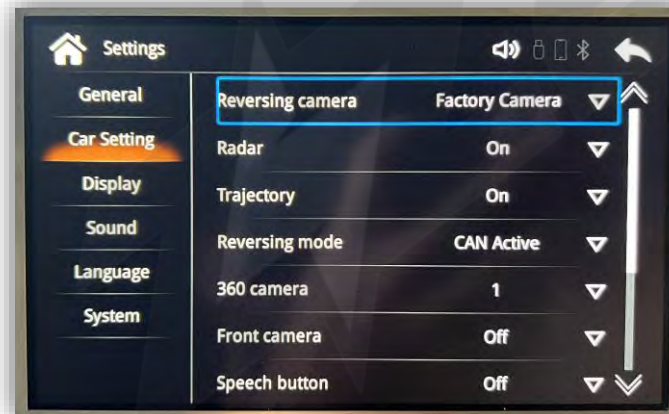 Settings
General
Car Setting
Display
Sound
Language
System
Reversing camera Factory Camera
Radar On
Trajectory On
Reversing mode CAN Active
360 camera 1
Front camera Off
Speech button Off